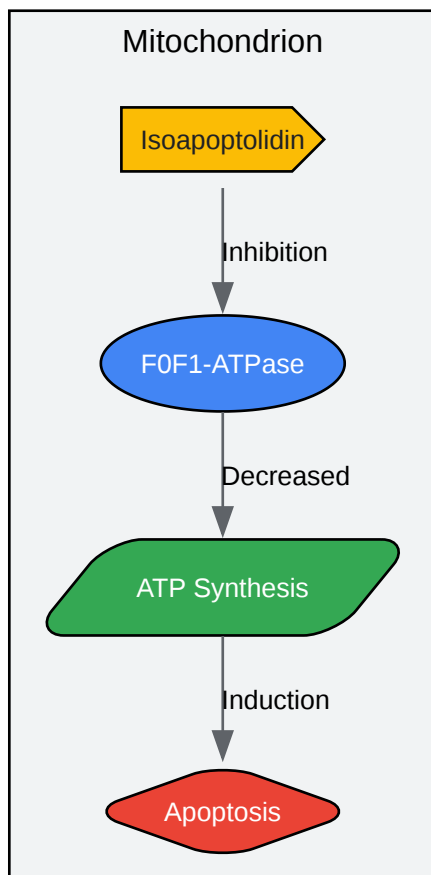 Mitochondrion
Isoapoptolidin
Inhibition
F0F1-ATPase
Decreased
ATP Synthesis
Induction
Apoptosis